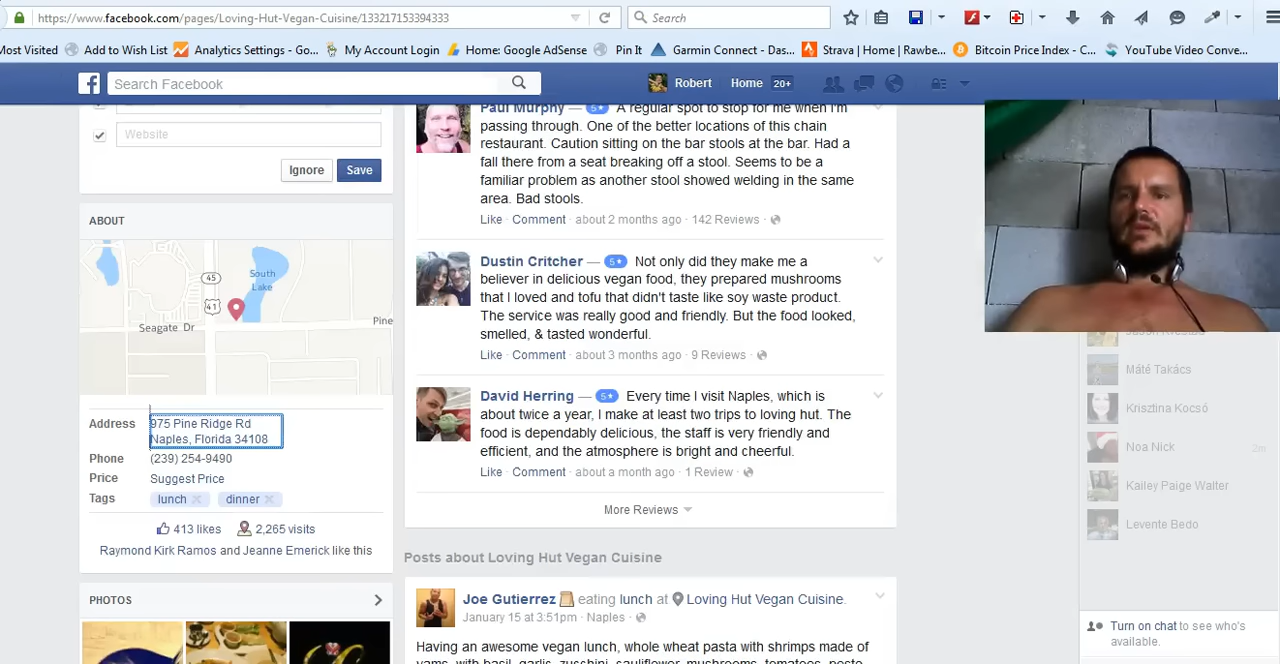 https://www.facebook.com/pages/Loving-Hut-Vegan-Cuisine/133217153394333
Search
Most Visited
Add to Wish List
Analytics Settings - Go...
My Account Login
Home: Google AdSense
Pin It
Garmin Connect - Das...
Strava | Home | Rawbe...
Bitcoin Price Index - C...
YouTube Video Conve...
Search Facebook
Robert
Home 20+
Website
Ignore
Save
ABOUT
45
41
South
Lake
Seagate Dr
Pine
Address
975 Pine Ridge Rd
Naples, Florida 34108
Phone
(239) 254-9490
Price
Suggest Price
Tags
lunch
dinner
413 likes
2,265 visits
Raymond Kirk Ramos and Jeanne Emerick like this
PHOTOS
Paul Murphy — 5★ A regular spot to stop for me when I'm
passing through. One of the better locations of this chain
restaurant. Caution sitting on the bar stools at the bar. Had a
fall there from a seat breaking off a stool. Seems to be a
familiar problem as another stool showed welding in the same
area. Bad stools.
Like · Comment · about 2 months ago · 142 Reviews ·
Dustin Critcher — 5★ Not only did they make me a
believer in delicious vegan food, they prepared mushrooms
that I loved and tofu that didn't taste like soy waste product.
The service was really good and friendly. But the food looked,
smelled, & tasted wonderful.
Like · Comment · about 3 months ago · 9 Reviews ·
David Herring — 5★ Every time I visit Naples, which is
about twice a year, I make at least two trips to loving hut. The
food is dependably delicious, the staff is very friendly and
efficient, and the atmosphere is bright and cheerful.
Like · Comment · about a month ago · 1 Review ·
More Reviews
Posts about Loving Hut Vegan Cuisine
Joe Gutierrez eating lunch at Loving Hut Vegan Cuisine.
January 15 at 3:51pm · Naples ·
Having an awesome vegan lunch, whole wheat pasta with shrimps made of
yams, with basil, garlic, zucchini, cauliflower, mushrooms, tomatoes, pesto
Máté Takács
Krisztina Kocsó
Noa Nick
2m
Kailey Paige Walter
Levente Bedo
Turn on chat to see who's
available.